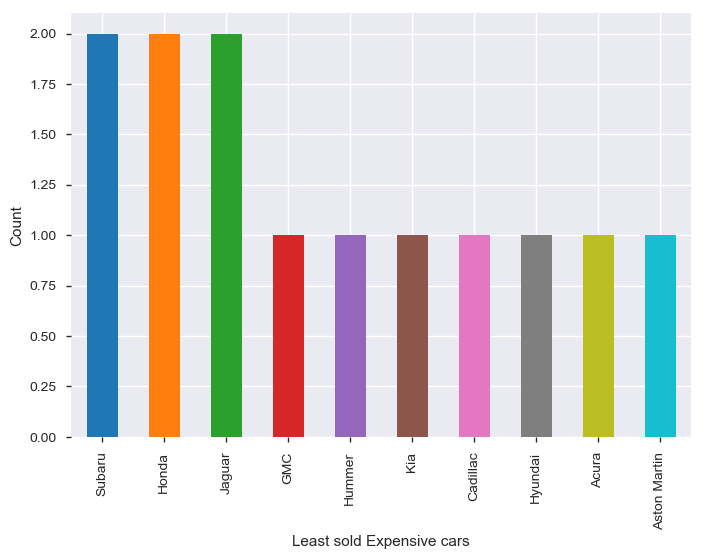 2.00
1.75
1.50
1.25
1.00
0.75
0.50
0.25
0.00
Count
Subaru
Honda
Jaguar
GMC
Hummer
Kia
Cadillac
Hyundai
Acura
Aston Martin
Least sold Expensive cars